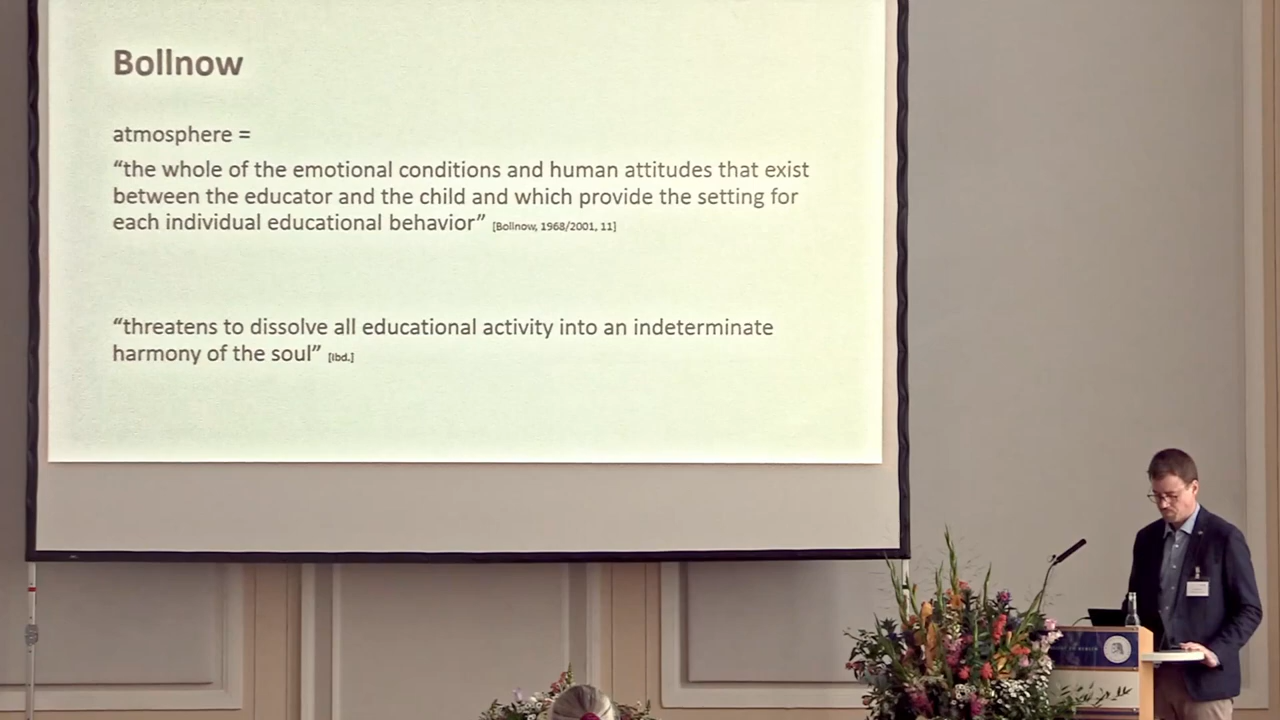 Bollnow
atmosphere =
“the whole of the emotional conditions and human attitudes that exist
between the educator and the child and which provide the setting for
each individual educational behavior” [Bollnow, 1968/2001, 11]
“threatens to dissolve all educational activity into an indeterminate
harmony of the soul” [Ibd.]